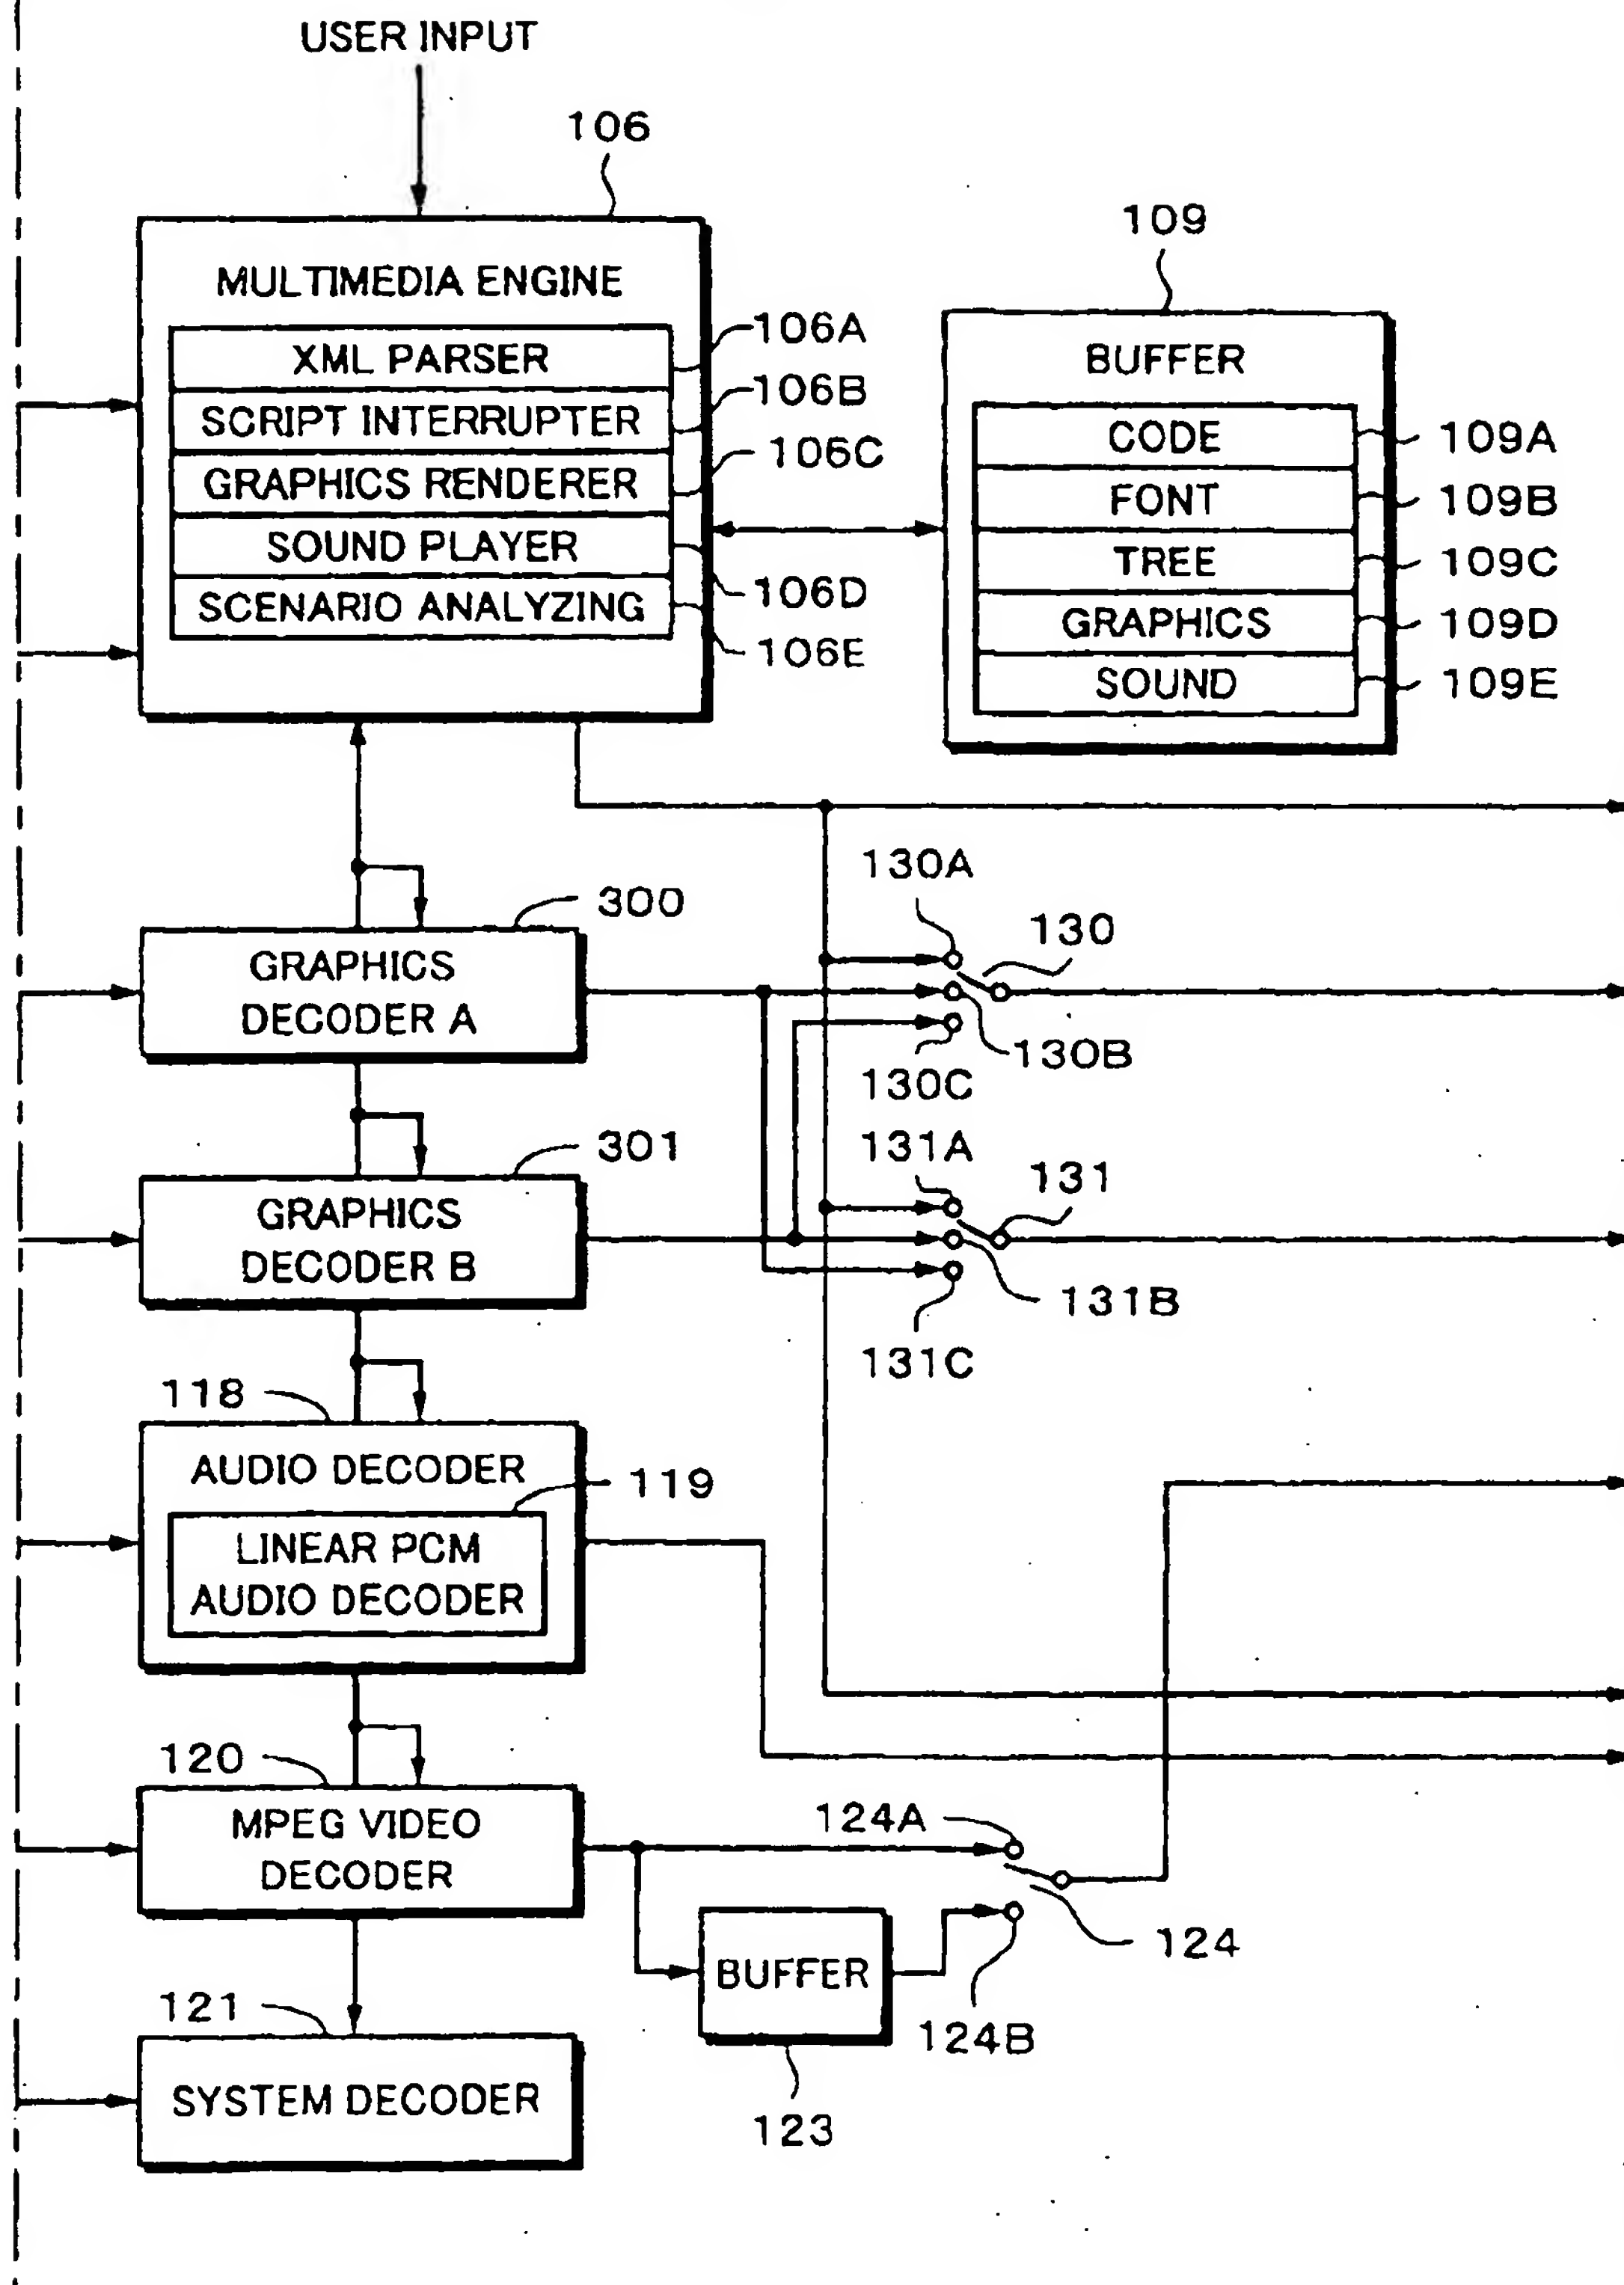 USER INPUT
106
109
MULTIMEDIA ENGINE
XML PARSER
SCRIPT INTERRUPTER
GRAPHICS RENDERER
SOUND PLAYER
SCENARIO ANALYZING
106A
106B
106C
106D
106E
BUFFER
CODE
FONT
TREE
GRAPHICS
SOUND
109A
109B
109C
109D
109E
300
GRAPHICS
DECODER A
130A
130
130B
130C
301
GRAPHICS
DECODER B
131A
131
131B
131C
118
AUDIO DECODER
119
LINEAR PCM
AUDIO DECODER
120
MPEG VIDEO
DECODER
124A
124
124B
BUFFER
123
121
SYSTEM DECODER